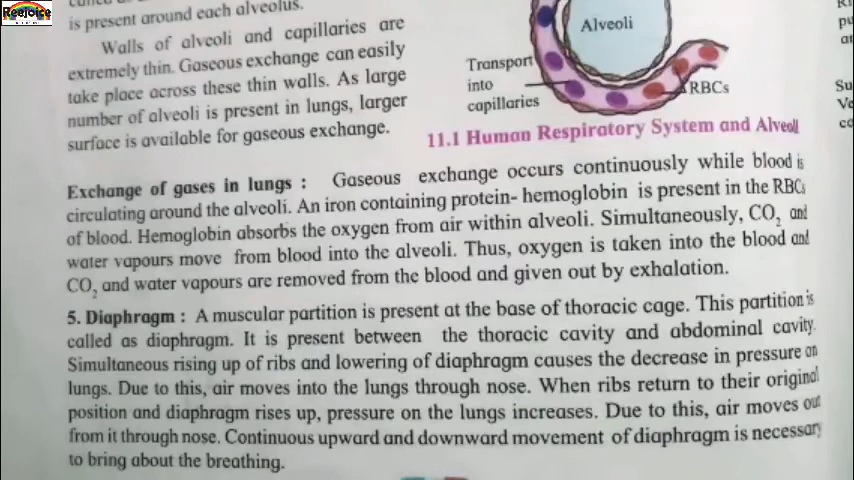 Reejoice
is present around each alveolus.
Walls of alveoli and capillaries are
extremely thin. Gaseous exchange can easily
take place across these thin walls. As large
number of alveoli is present in lungs, larger
surface is available for gaseous exchange.
Alveoli
Transport
into
capillaries
RBCs
11.1 Human Respiratory System and Alveoli
Exchange of gases in lungs : Gaseous exchange occurs continuously while blood is
circulating around the alveoli. An iron containing protein- hemoglobin is present in the RBCs
of blood. Hemoglobin absorbs the oxygen from air within alveoli. Simultaneously, CO₂ and
water vapours move from blood into the alveoli. Thus, oxygen is taken into the blood and
CO₂ and water vapours are removed from the blood and given out by exhalation.
5. Diaphragm : A muscular partition is present at the base of thoracic cage. This partition is
called as diaphragm. It is present between the thoracic cavity and abdominal cavity.
Simultaneous rising up of ribs and lowering of diaphragm causes the decrease in pressure on
lungs. Due to this, air moves into the lungs through nose. When ribs return to their original
position and diaphragm rises up, pressure on the lungs increases. Due to this, air moves out
from it through nose. Continuous upward and downward movement of diaphragm is necessary
to bring about the breathing.